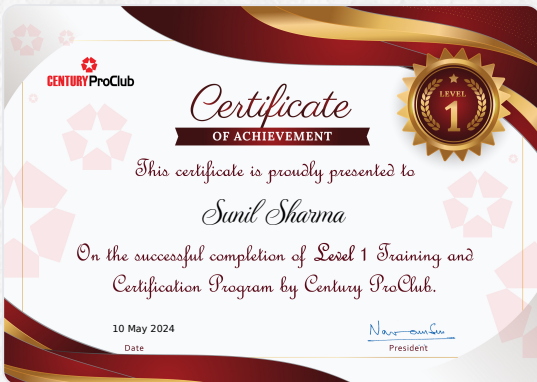 CENTURY ProClub
Certificate
OF ACHIEVEMENT
LEVEL
1
This certificate is proudly presented to
Sunil Sharma
On the successful completion of Level 1 Training and
Certification Program by Century ProClub.
10 May 2024
Date
President